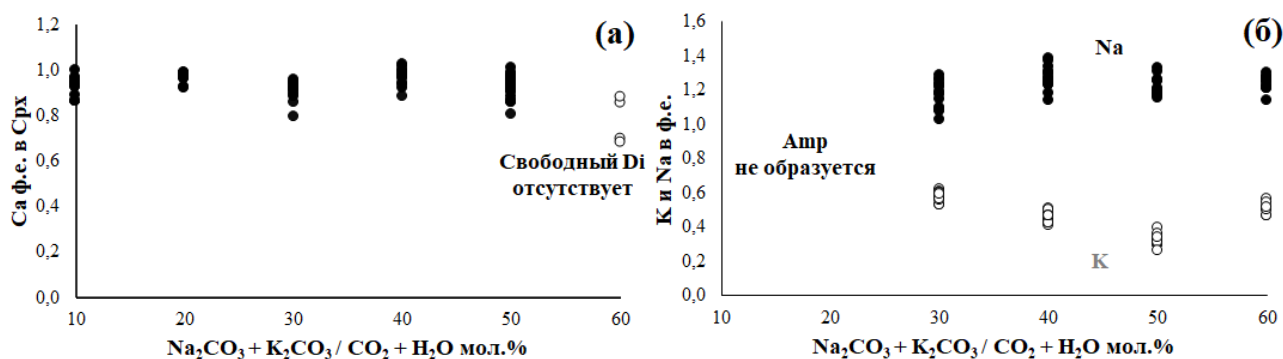 (а)
Ca ф.е. в Cpx
1,2
1,0
0,8
0,6
0,4
0,2
0,0
Свободный Di
отсутствует
10 20 30 40 50 60
Na₂CO₃ + K₂CO₃ / CO₂ + H₂O мол.%
(б)
К и Na в ф.е.
1,6
1,4
1,2
1,0
0,8
0,6
0,4
0,2
0,0
Na
Amp
не образуется
K
10 20 30 40 50 60
Na₂CO₃ + K₂CO₃ / CO₂ + H₂O мол.%